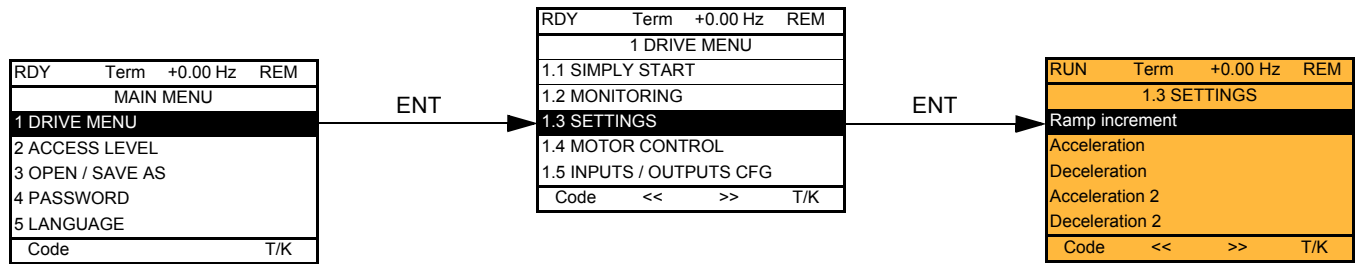 RDY Term +0.00 Hz REM
MAIN MENU
1 DRIVE MENU
2 ACCESS LEVEL
3 OPEN / SAVE AS
4 PASSWORD
5 LANGUAGE
Code T/K
ENT
RDY Term +0.00 Hz REM
1 DRIVE MENU
1.1 SIMPLY START
1.2 MONITORING
1.3 SETTINGS
1.4 MOTOR CONTROL
1.5 INPUTS / OUTPUTS CFG
Code << >> T/K
ENT
RUN Term +0.00 Hz REM
1.3 SETTINGS
Ramp increment
Acceleration
Deceleration
Acceleration 2
Deceleration 2
Code << >> T/K